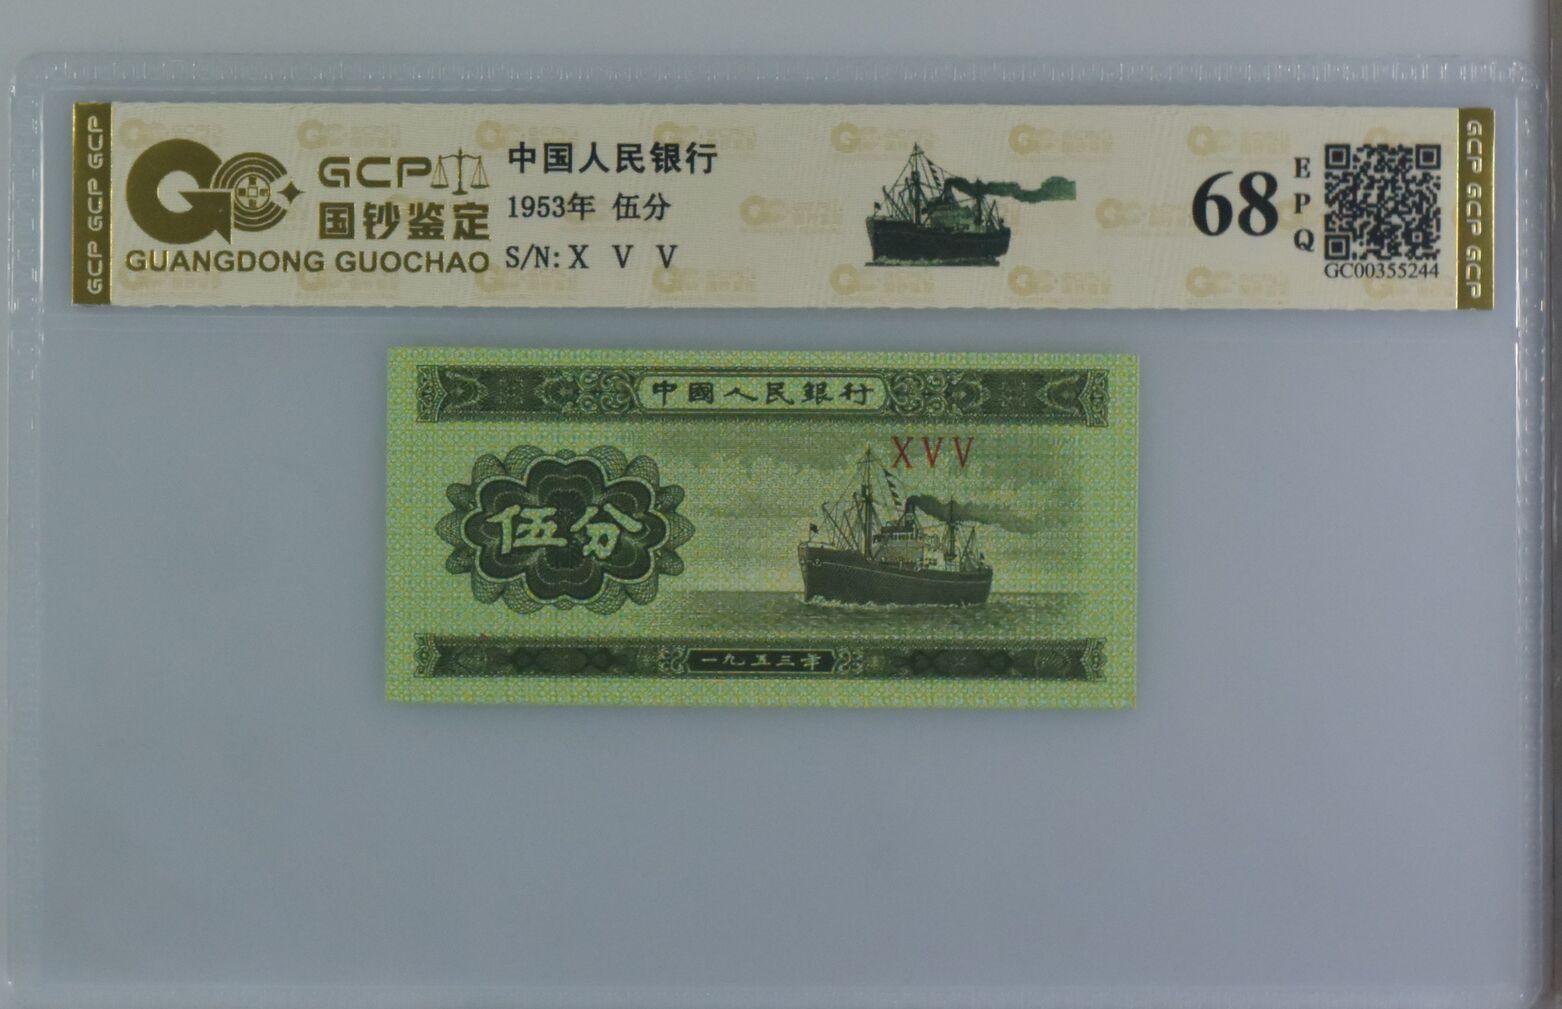 GCP GCP GCP
GCP
国钞鉴定
GUANGDONG GUOCHAO
中国人民银行
1953年 伍分
S/N: X V V
68
EPQ
GC00355244
GCP GCP GCP
中國人民銀行
XVV
伍分
一九五三年